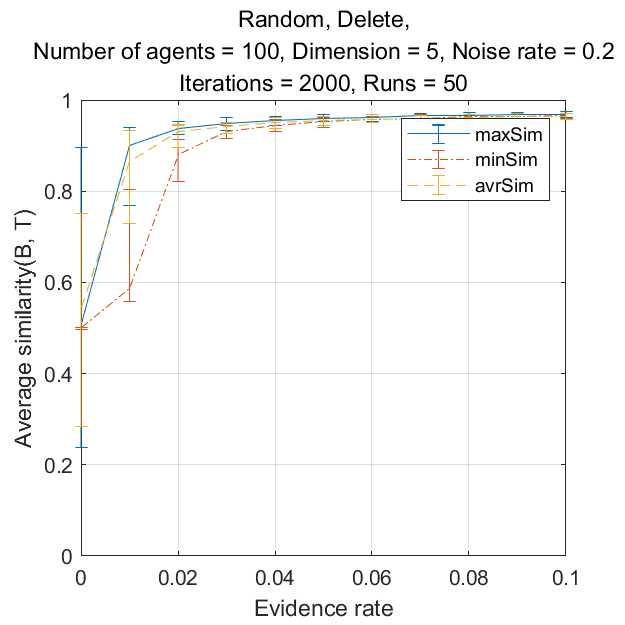 Random, Delete,
Number of agents = 100, Dimension = 5, Noise rate = 0.2
Iterations = 2000, Runs = 50
1
0.8
0.6
0.4
0.2
0
Average similarity(B, T)
maxSim
minSim
avrSim
0 0.02 0.04 0.06 0.08 0.1
Evidence rate